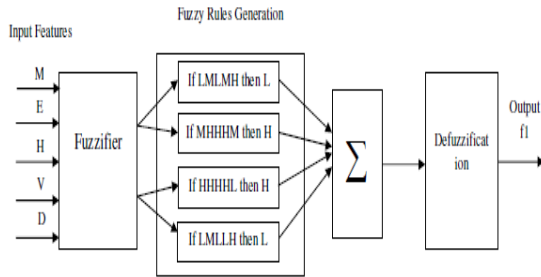 Fuzzy Rules Generation
Input Features
M
E
H
V
D
Fuzzifier
If LMLMH then L
If MHHHM then H
If HHHHL then H
If LMLLH then L
∑
Defuzzificat
ion
Output
f1